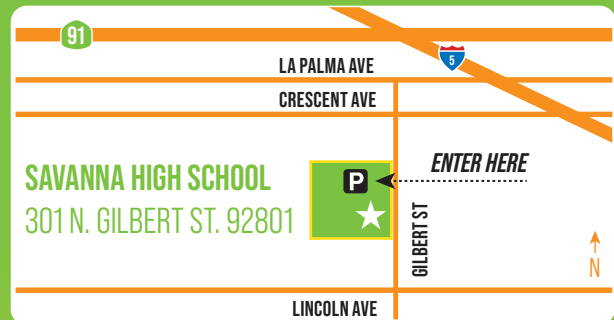 91
5
LA PALMA AVE
CRESCENT AVE
SAVANNA HIGH SCHOOL
301 N. GILBERT ST. 92801
P
ENTER HERE
GILBERT ST
N
LINCOLN AVE